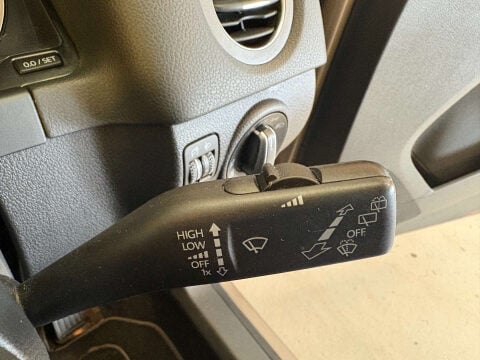 0.0 / SET
HIGH
LOW
OFF
1x
OFF